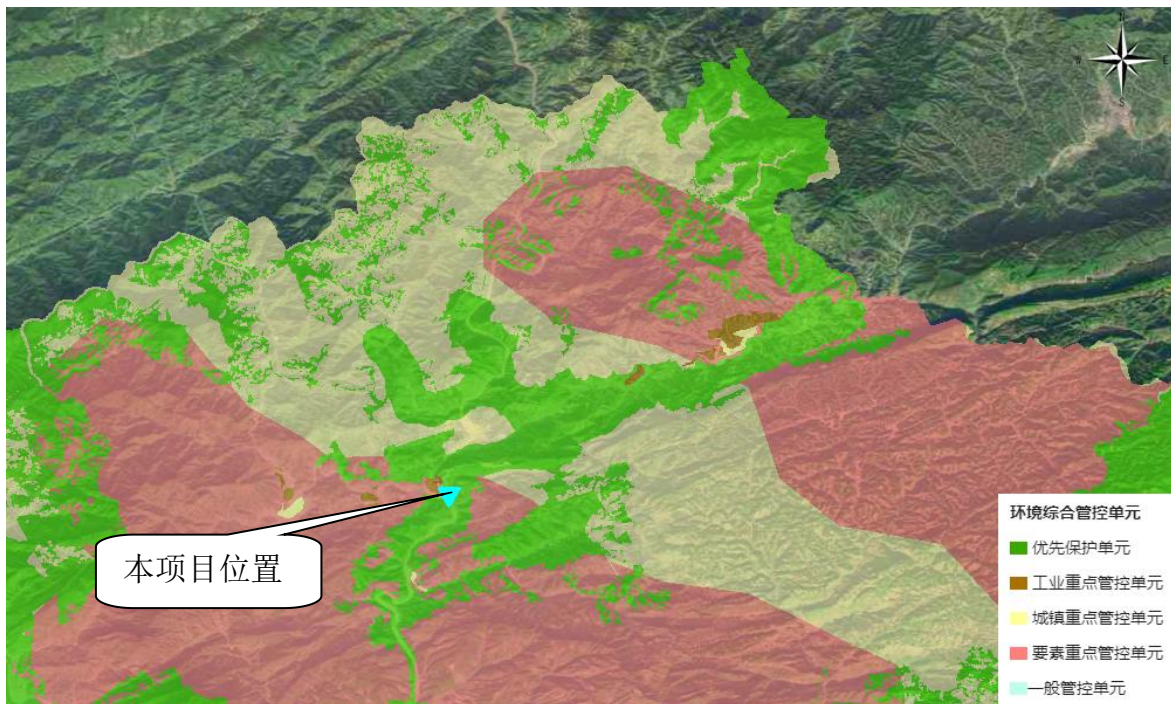 N
W
E
S
本项目位置
环境综合管控单元
优先保护单元
工业重点管控单元
城镇重点管控单元
要素重点管控单元
一般管控单元